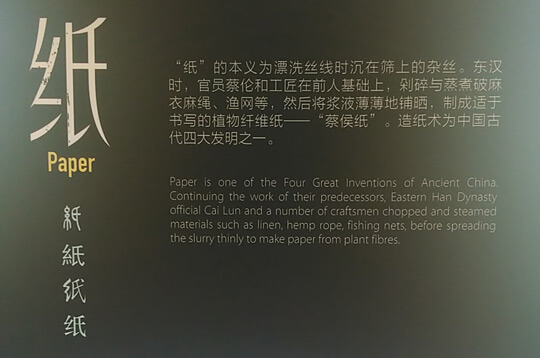 纸
Paper
紙
紙
纸
纸
“纸”的本义为漂洗丝线时沉在筛上的杂丝。东汉
时，官员蔡伦和工匠在前人基础上，剁碎与蒸煮破麻
衣麻绳、渔网等，然后将浆液薄薄地铺晒，制成适于
书写的植物纤维纸——“蔡侯纸”。造纸术为中国古
代四大发明之一。
Paper is one of the Four Great Inventions of Ancient China.
Continuing the work of their predecessors, Eastern Han Dynasty
official Cai Lun and a number of craftsmen chopped and steamed
materials such as linen, hemp rope, fishing nets, before spreading
the slurry thinly to make paper from plant fibres.